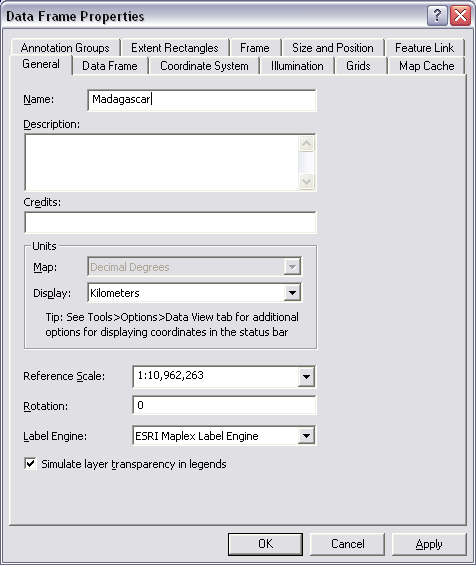 Data Frame Properties
Annotation Groups Extent Rectangles Frame Size and Position Feature Link
General Data Frame Coordinate System Illumination Grids Map Cache
Name: Madagascar
Description:
Credits:
Units
Map: Decimal Degrees
Display: Kilometers
Tip: See Tools>Options>Data View tab for additional
options for displaying coordinates in the status bar
Reference Scale: 1:10,962,263
Rotation: 0
Label Engine: ESRI Maplex Label Engine
Simulate layer transparency in legends
OK Cancel Apply